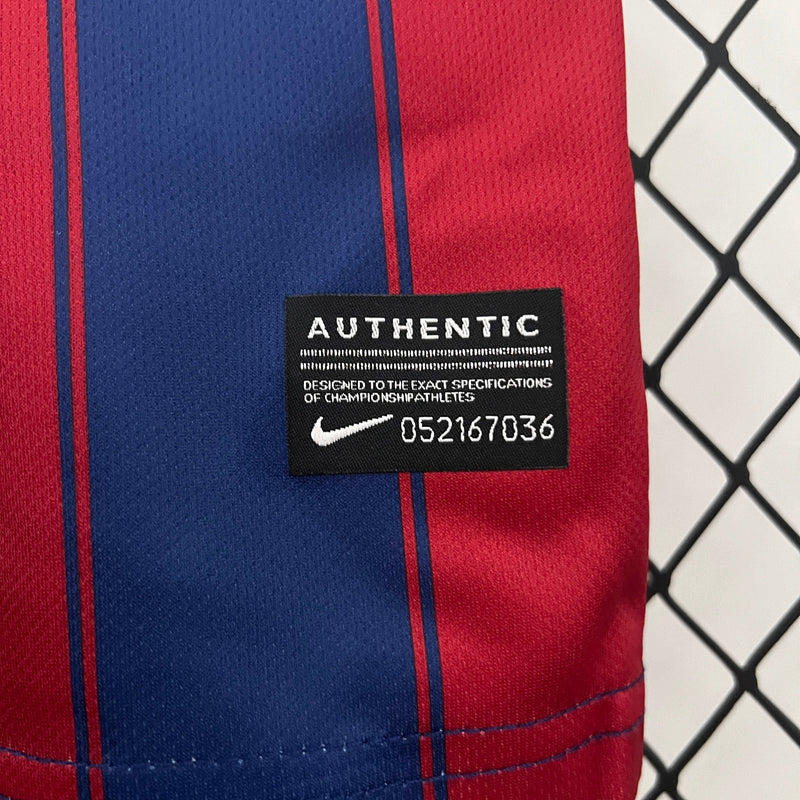 AUTHENTIC
DESIGNED TO THE EXACT SPECIFICATIONS
OF CHAMPIONSHIPATHLETES
052167036